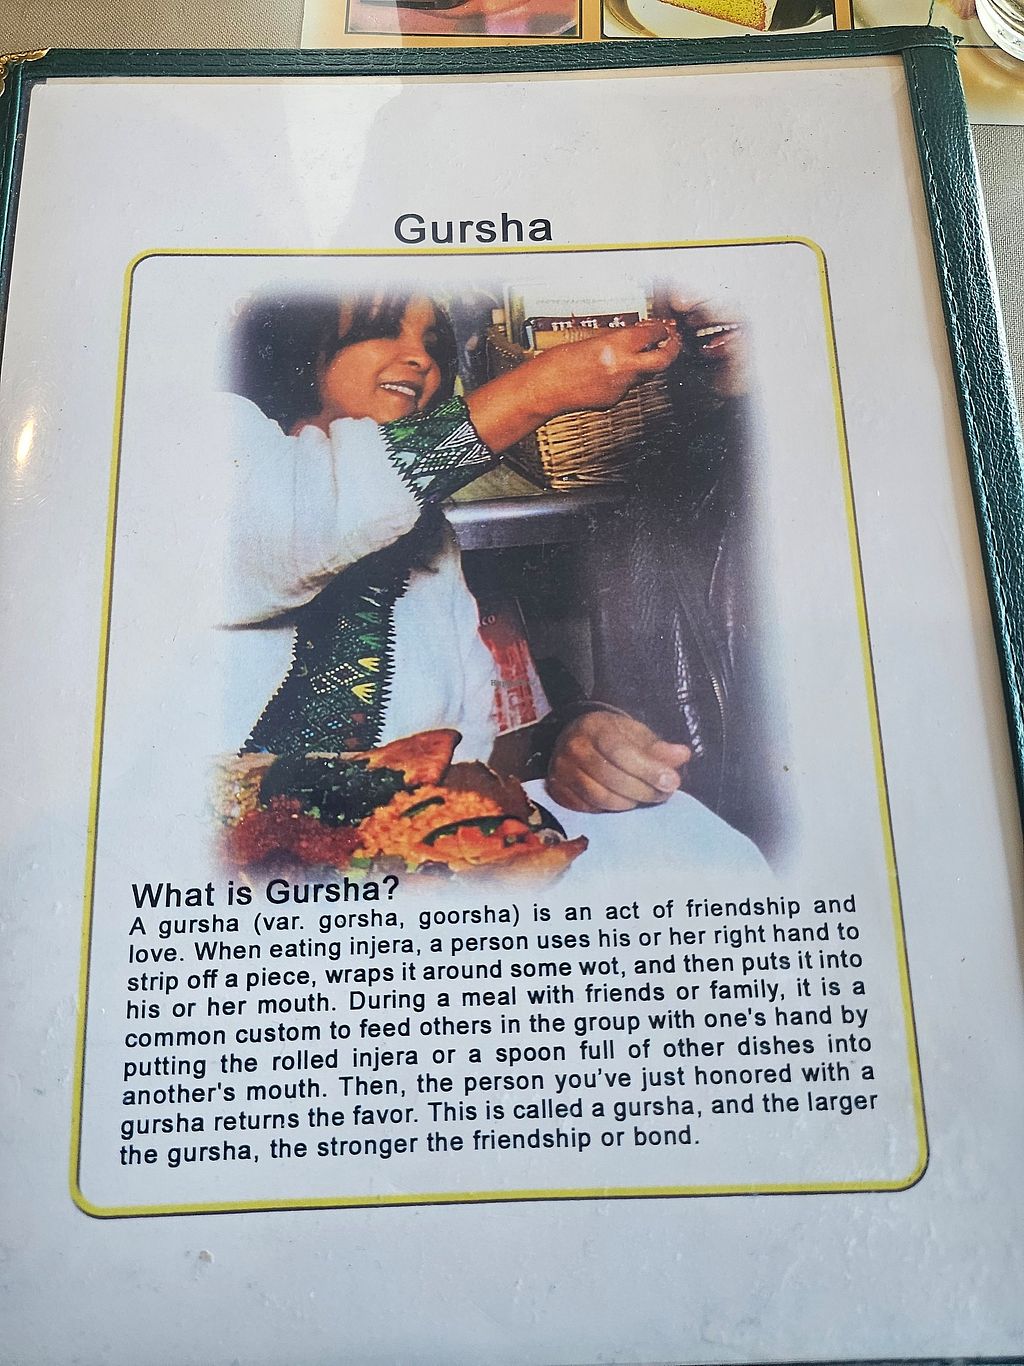 Gursha
What is Gursha?
A gursha (var. gorsha, goorsha) is an act of friendship and
love. When eating injera, a person uses his or her right hand to
strip off a piece, wraps it around some wot, and then puts it into
his or her mouth. During a meal with friends or family, it is a
common custom to feed others in the group with one's hand by
putting the rolled injera or a spoon full of other dishes into
another's mouth. Then, the person you've just honored with a
gursha returns the favor. This is called a gursha, and the larger
the gursha, the stronger the friendship or bond.